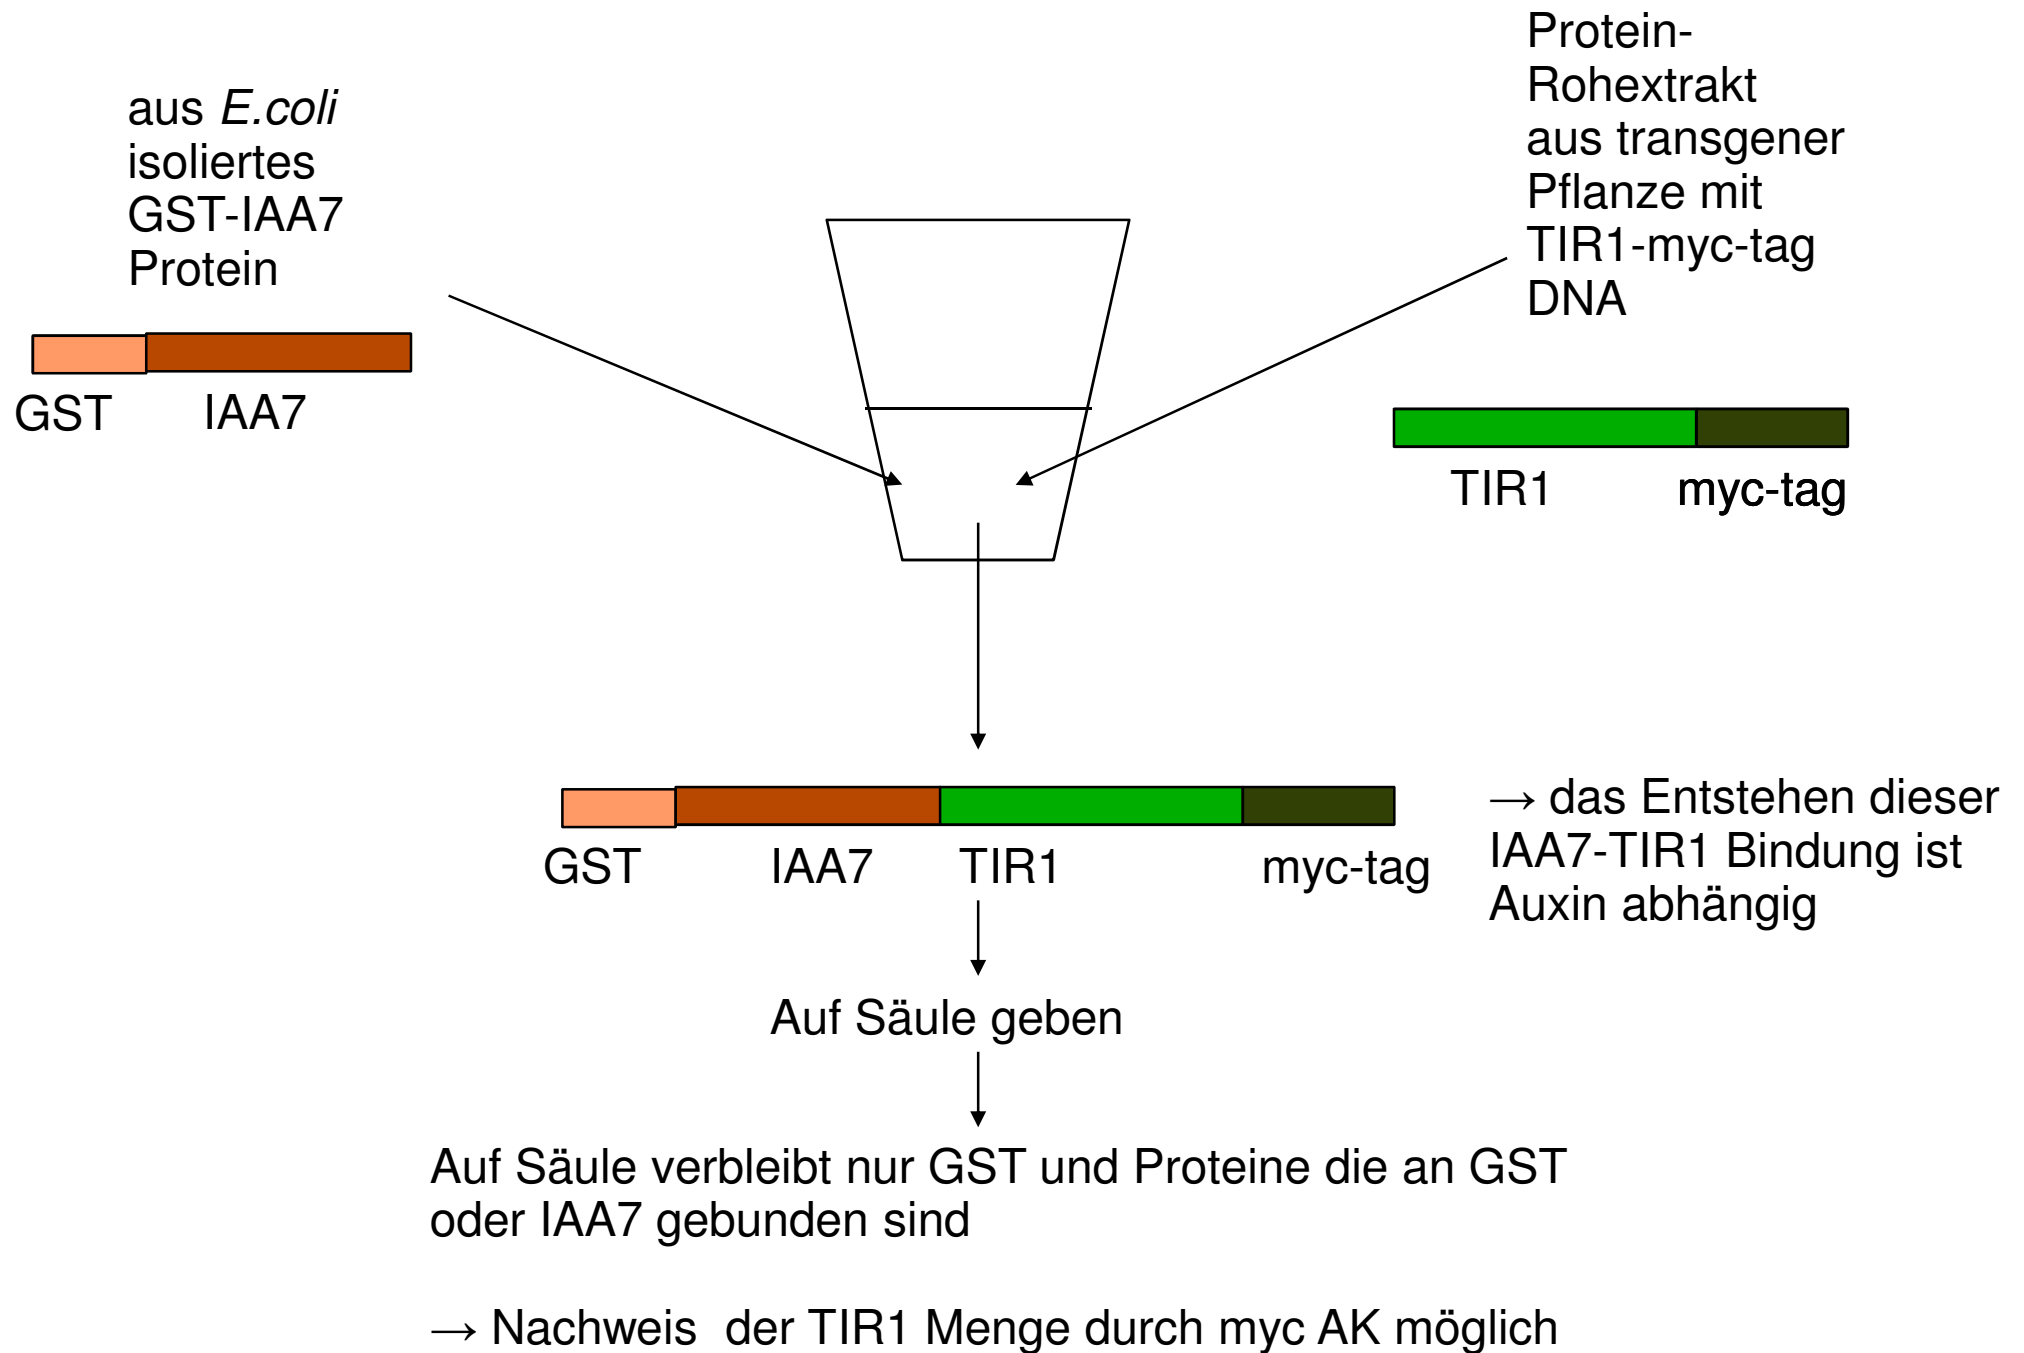 aus E.coli
isoliertes
GST-IAA7
Protein
GST
IAA7
Protein-
Rohextrakt
aus transgener
Pflanze mit
TIR1-myc-tag
DNA
TIR1
myc-tag
GST
IAA7
TIR1
myc-tag
→ das Entstehen dieser
IAA7-TIR1 Bindung ist
Auxin abhängig
Auf Säule geben
Auf Säule verbleibt nur GST und Proteine die an GST
oder IAA7 gebunden sind
→ Nachweis der TIR1 Menge durch myc AK möglich